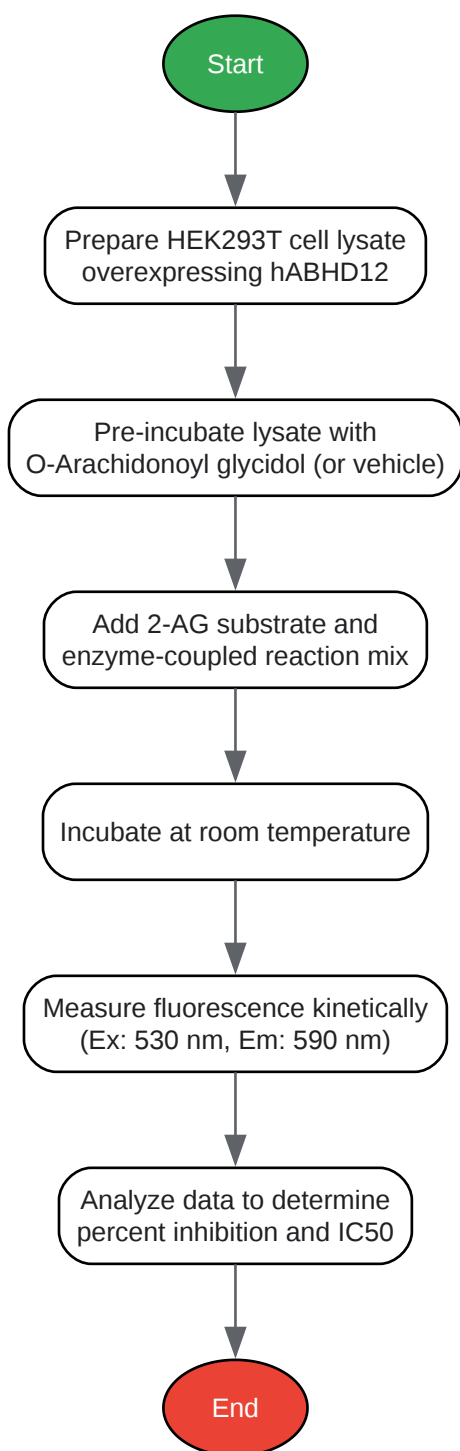 Start
Prepare HEK293T cell lysate
overexpressing hABHD12
Pre-incubate lysate with
O-Arachidonoyl glycidol (or vehicle)
Add 2-AG substrate and
enzyme-coupled reaction mix
Incubate at room temperature
Measure fluorescence kinetically
(Ex: 530 nm, Em: 590 nm)
Analyze data to determine
percent inhibition and IC50
End